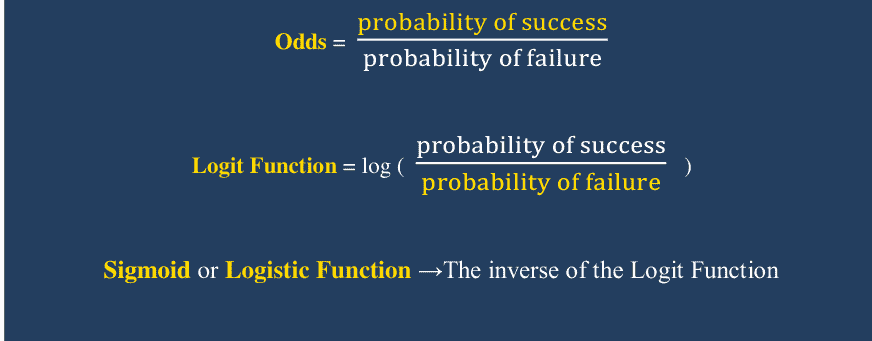 Odds = probability of success
probability of failure
Logit Function = log ( probability of success )
probability of failure
Sigmoid or Logistic Function →The inverse of the Logit Function